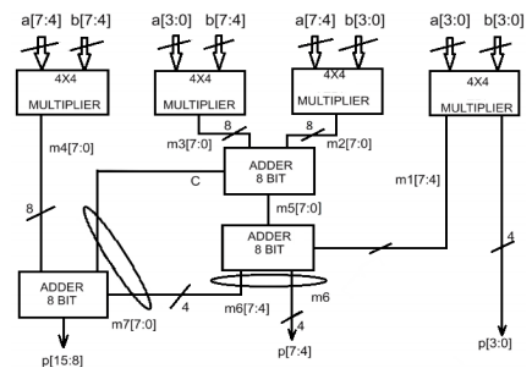 a[7:4] b[7:4] a[3:0] b[7:4] a[7:4] b[3:0] a[3:0] b[3:0]
4X4 4X4 4X4 4X4
MULTIPLIER MULTIPLIER MULTIPLIER MULTIPLIER
8 8
m4[7:0] m3[7:0] m2[7:0]
ADDER
8 BIT
C
m1[7:4]
m5[7:0]
8
ADDER
8 BIT
4
ADDER
8 BIT
m7[7:0]
4
m6[7:4]
m6
4
p[15:8]
p[7:4]
p[3:0]